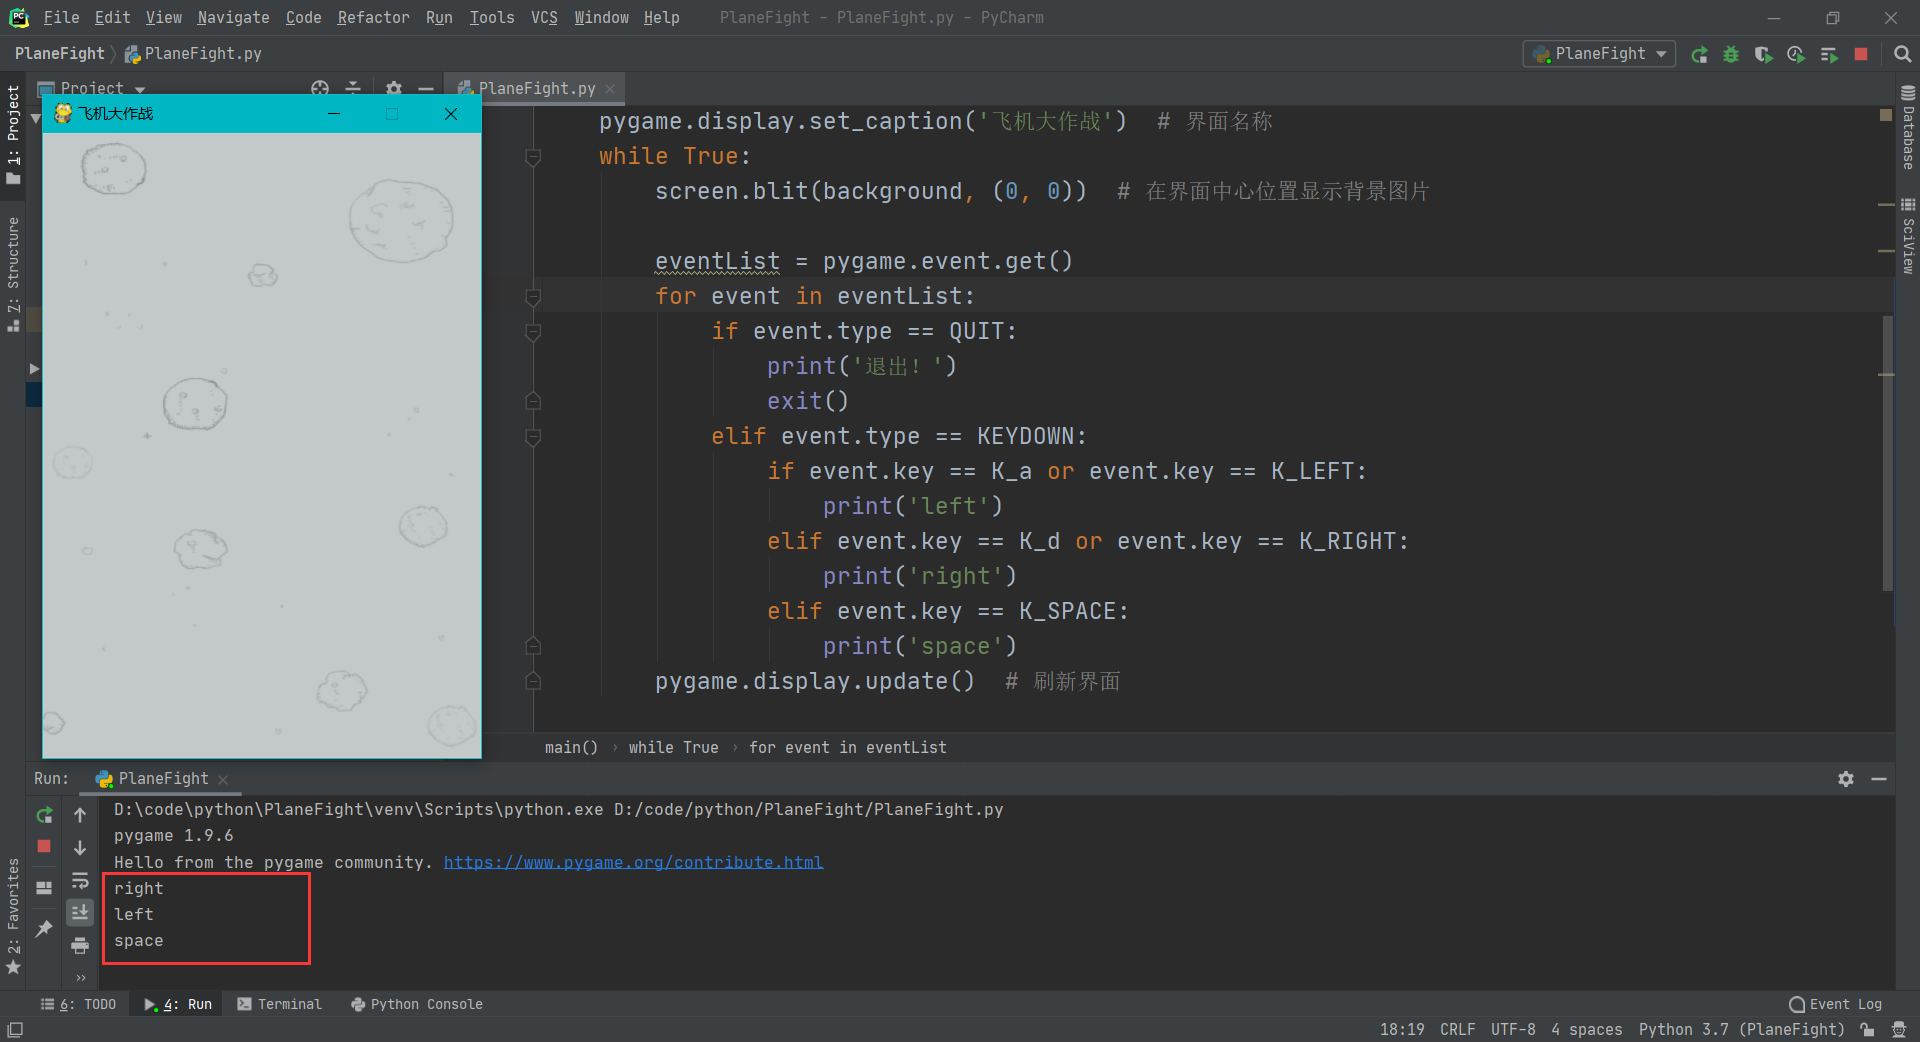 File Edit View Navigate Code Refactor Run Tools VCS Window Help PlaneFight - PlaneFight.py - PyCharm
PlaneFight PlaneFight.py PlaneFight
Project PlaneFight.py
飞机大作战
1: Project
7: Structure
2: Favorites
Database
SciView
pygame.display.set_caption('飞机大作战') # 界面名称
while True:
screen.blit(background, (0, 0)) # 在界面中心位置显示背景图片
eventList = pygame.event.get()
for event in eventList:
if event.type == QUIT:
print('退出！')
exit()
elif event.type == KEYDOWN:
if event.key == K_a or event.key == K_LEFT:
print('left')
elif event.key == K_d or event.key == K_RIGHT:
print('right')
elif event.key == K_SPACE:
print('space')
pygame.display.update() # 刷新界面
main() › while True › for event in eventList
Run: PlaneFight
D:\code\python\PlaneFight\venv\Scripts\python.exe D:/code/python/PlaneFight/PlaneFight.py
pygame 1.9.6
Hello from the pygame community. https://www.pygame.org/contribute.html
right
left
space
6: TODO 4: Run Terminal Python Console Event Log
18:19 CRLF UTF-8 4 spaces Python 3.7 (PlaneFight)